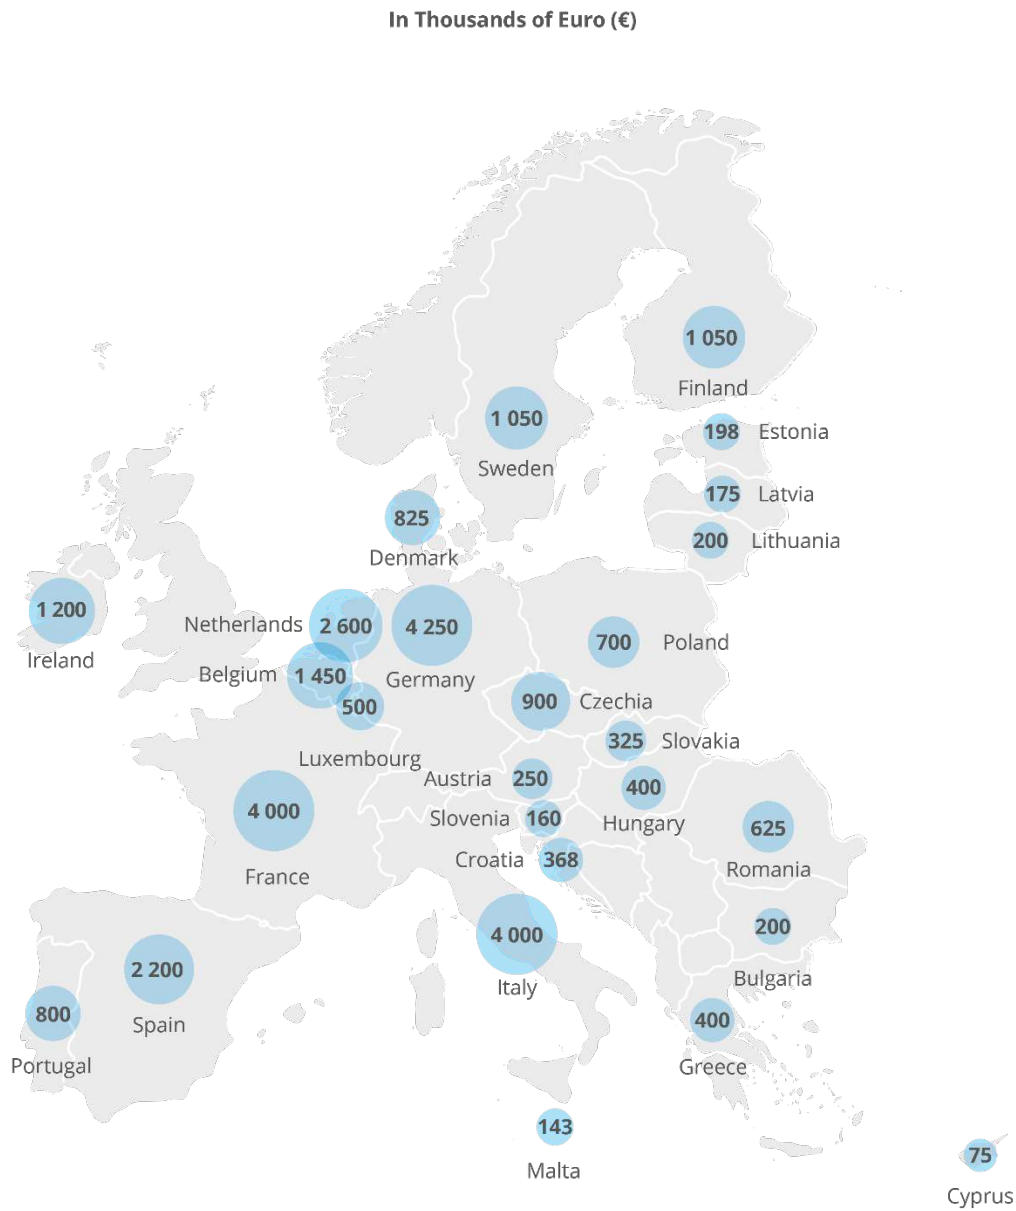 In Thousands of Euro (€)
1 050
Finland
1 050
Sweden
198 Estonia
175 Latvia
825
Denmark
200 Lithuania
1 200
Ireland
Netherlands 2 600
4 250
Germany
700 Poland
Belgium 1 450
500
Luxembourg
900 Czechia
325 Slovakia
Austria 250
400
Hungary
4 000
France
Slovenia 160
625
Romania
Croatia 368
4 000
Italy
200
Bulgaria
2 200
Spain
800
Portugal
400
Greece
143
Malta
75
Cyprus